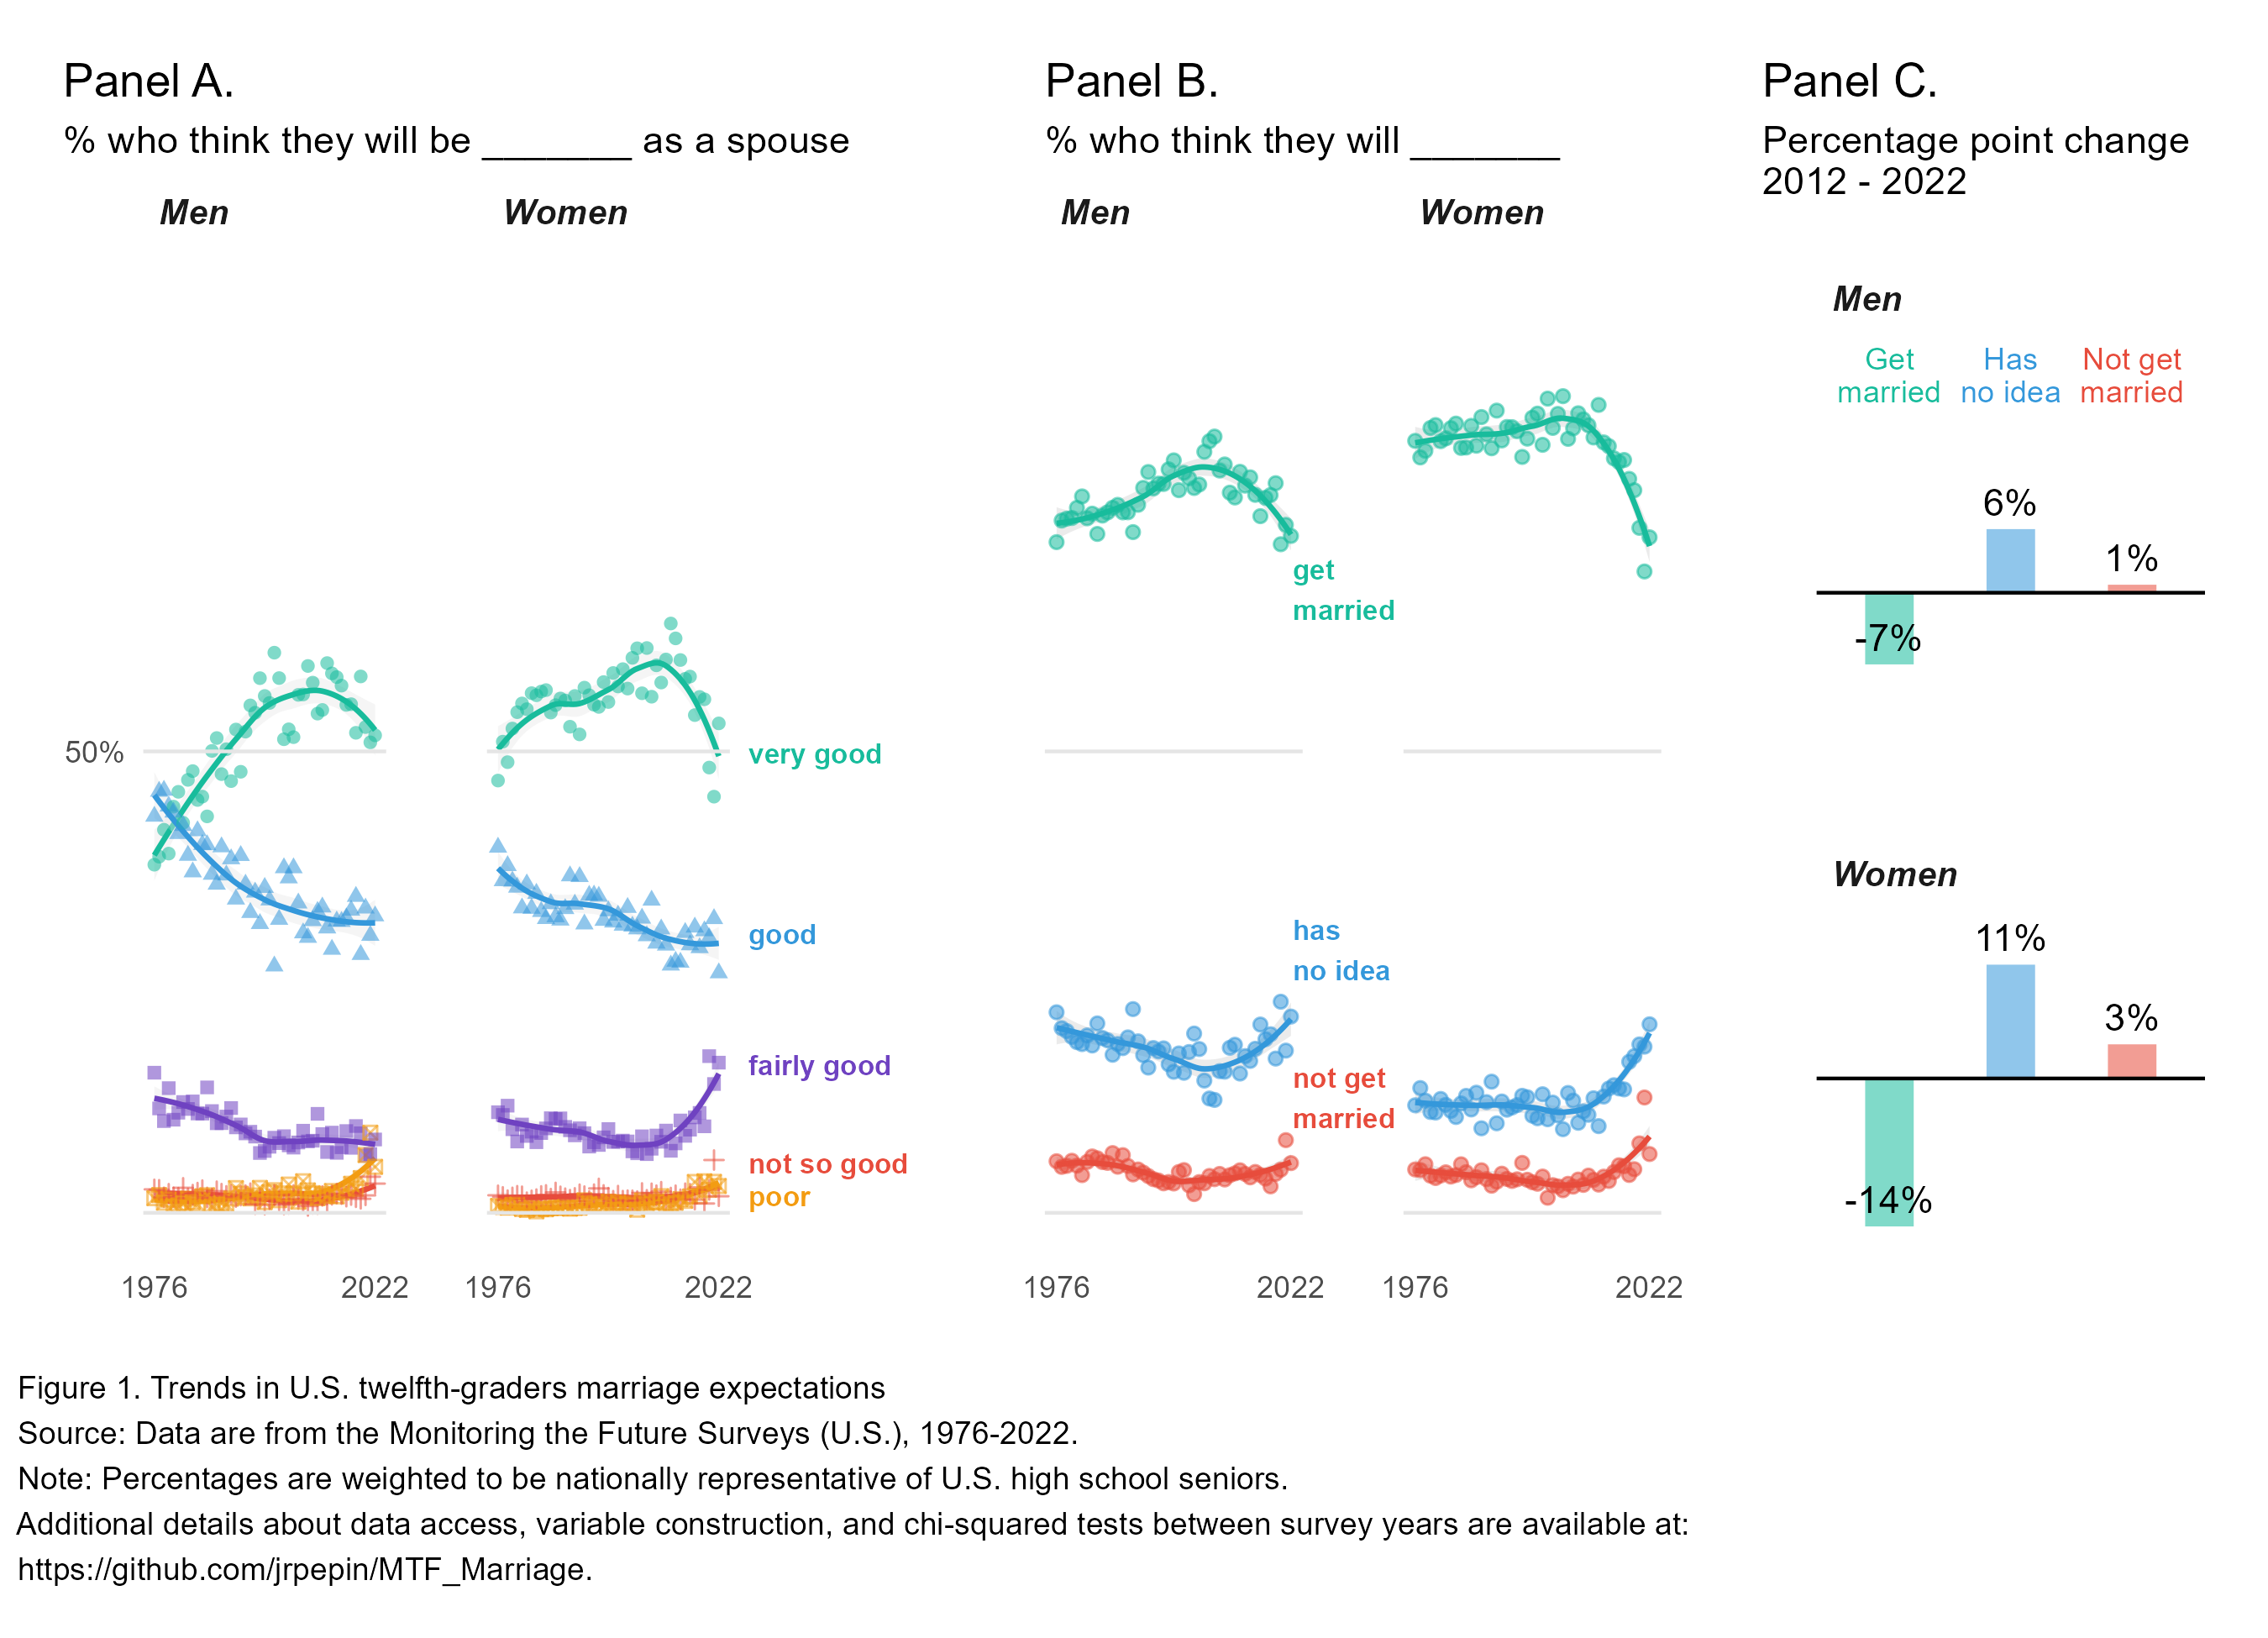 Panel A.
% who think they will be _______ as a spouse
Men
Women
50%
very good
good
fairly good
not so good
poor
1976
2022
1976
2022
Panel B.
% who think they will _______
Men
Women
get
married
has
no idea
not get
married
1976
2022
1976
2022
Panel C.
Percentage point change
2012 - 2022
Men
Get
married
Has
no idea
Not get
married
6%
1%
-7%
Women
11%
3%
-14%
Figure 1. Trends in U.S. twelfth-graders marriage expectations
Source: Data are from the Monitoring the Future Surveys (U.S.), 1976-2022.
Note: Percentages are weighted to be nationally representative of U.S. high school seniors.
Additional details about data access, variable construction, and chi-squared tests between survey years are available at:
https://github.com/jrpepin/MTF_Marriage.